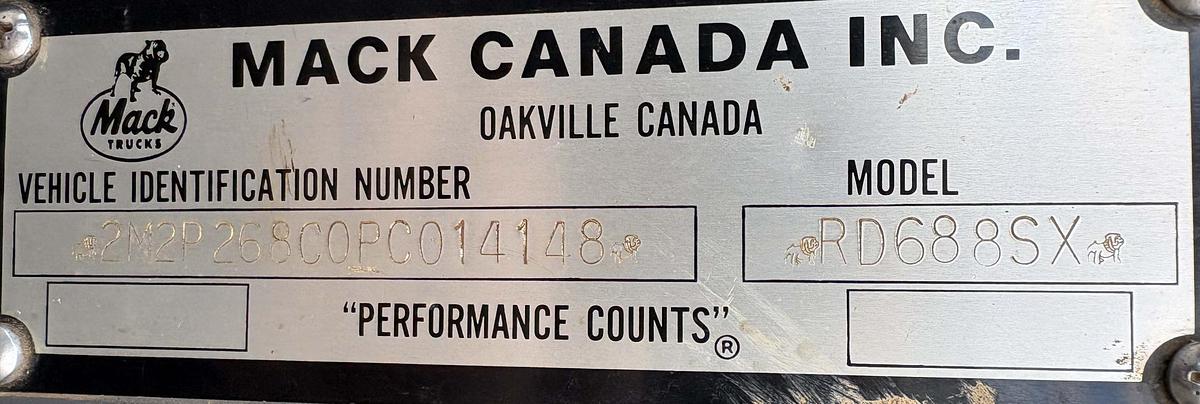 MACK CANADA INC.
Mack
TRUCKS
OAKVILLE CANADA
VEHICLE IDENTIFICATION NUMBER
MODEL
2M2P268C0PC014148
RD688SX
"PERFORMANCE COUNTS"®